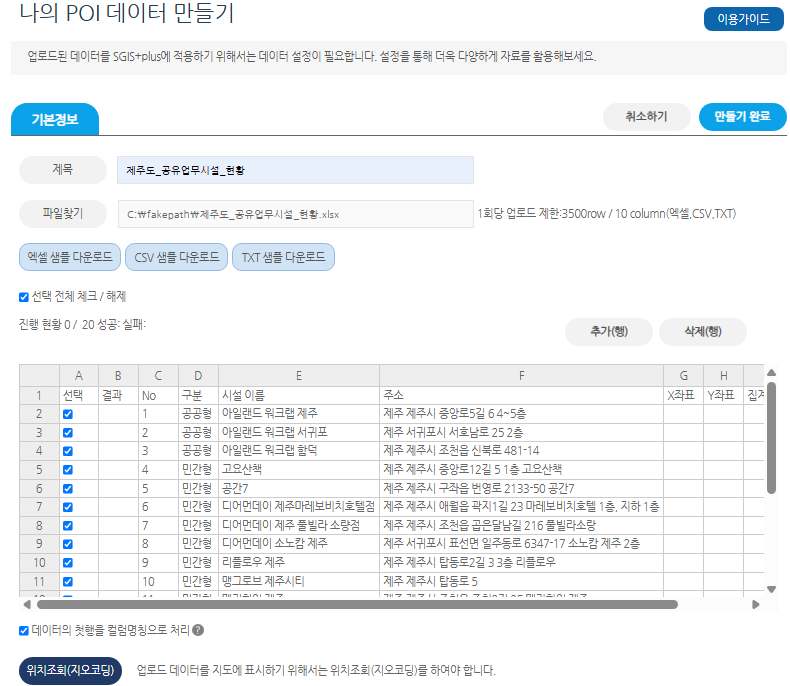 나의 POI 데이터 만들기
이용가이드
업로드된 데이터를 SGIS+plus에 적용하기 위해서는 데이터 설정이 필요합니다. 설정을 통해 더욱 다양하게 자료를 활용해보세요.
기본정보
취소하기
만들기 완료
제목
제주도_공유업무시설_현황
파일찾기
C:₩fakepath₩제주도_공유업무시설_현황.xlsx
1회당 업로드 제한:3500row / 10 column(엑셀,CSV,TXT)
엑셀 샘플 다운로드
CSV 샘플 다운로드
TXT 샘플 다운로드
선택 전체 체크 / 해제
진행 현황 0 / 20 성공: 실패:
추가(행)
삭제(행)
A B C D E F G H
1 선택 결과 No 구분 시설 이름 주소 X좌표 Y좌표 집계
2 1 공공형 아일랜드 워크랩 제주 제주 제주시 중앙로5길 6 4~5층
3 2 공공형 아일랜드 워크랩 서귀포 제주 서귀포시 서호남로 25 2층
4 3 공공형 아일랜드 워크랩 함덕 제주 제주시 조천읍 신북로 481-14
5 4 민간형 고요산책 제주 제주시 중앙로12길 5 1층 고요산책
6 5 민간형 공간7 제주 제주시 구좌읍 번영로 2133-50 공간7
7 6 민간형 디어먼데이 제주마레보비치호텔점 제주 제주시 애월읍 곽지1길 23 마레보비치호텔 1층, 지하 1층
8 7 민간형 디어먼데이 제주 풀빌라 소량점 제주 제주시 조천읍 곱은달남길 216 풀빌라소랑
9 8 민간형 디어먼데이 소노캄 제주 제주 서귀포시 표선면 일주동로 6347-17 소노캄 제주 2층
10 9 민간형 리플로우 제주 제주 제주시 탑동로2길 3 3층 리플로우
11 10 민간형 맹그로브 제주시티 제주 제주시 탑동로 5
데이터의 첫행을 컬럼명칭으로 처리
위치조회(지오코딩)
업로드 데이터를 지도에 표시하기 위해서는 위치조회(지오코딩)를 하여야 합니다.